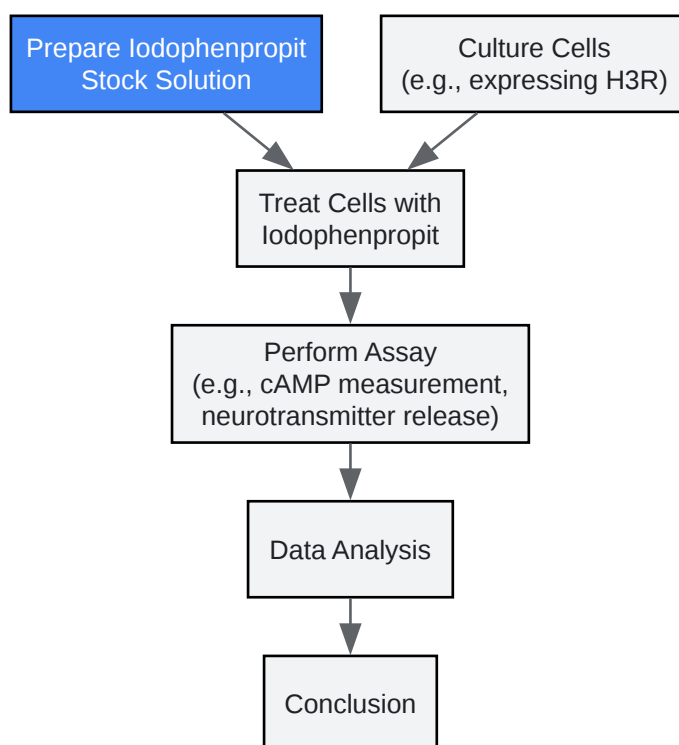 Prepare Iodophenpropit
Stock Solution
Culture Cells
(e.g., expressing H3R)
Treat Cells with
Iodophenpropit
Perform Assay
(e.g., cAMP measurement,
neurotransmitter release)
Data Analysis
Conclusion